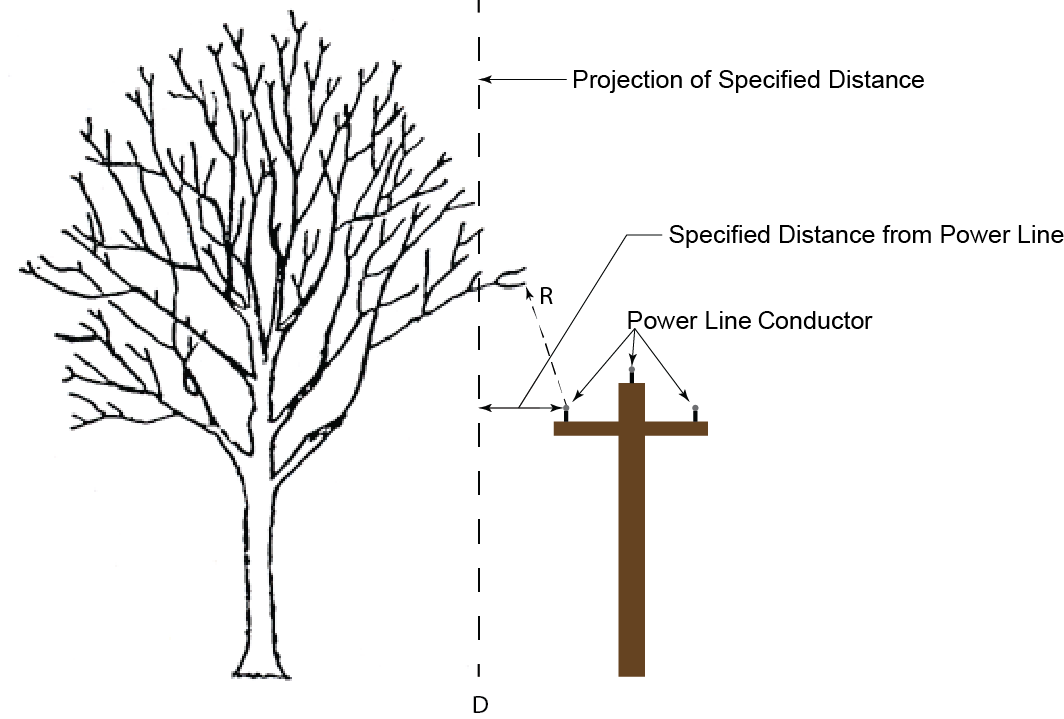 Projection of Specified Distance
Specified Distance from Power Line
R
Power Line Conductor
D